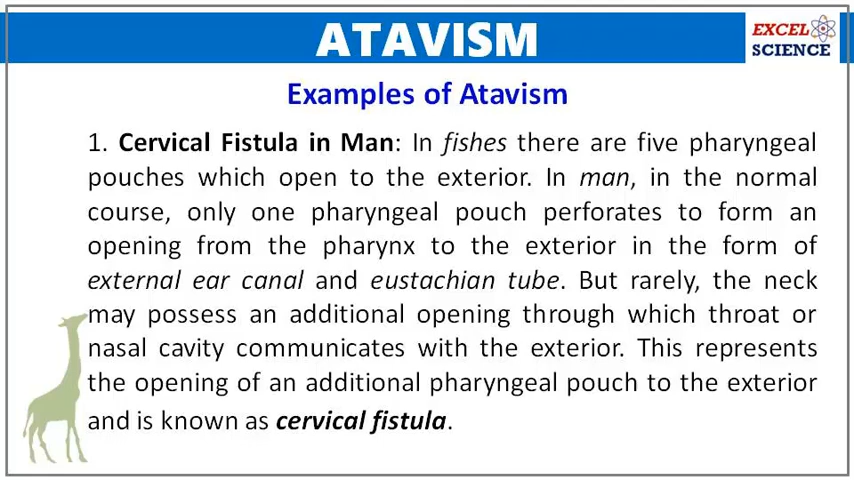 ATAVISM
EXCEL
SCIENCE
Examples of Atavism
1. Cervical Fistula in Man: In fishes there are five pharyngeal
pouches which open to the exterior. In man, in the normal
course, only one pharyngeal pouch perforates to form an
opening from the pharynx to the exterior in the form of
external ear canal and eustachian tube. But rarely, the neck
may possess an additional opening through which throat or
nasal cavity communicates with the exterior. This represents
the opening of an additional pharyngeal pouch to the exterior
and is known as cervical fistula.